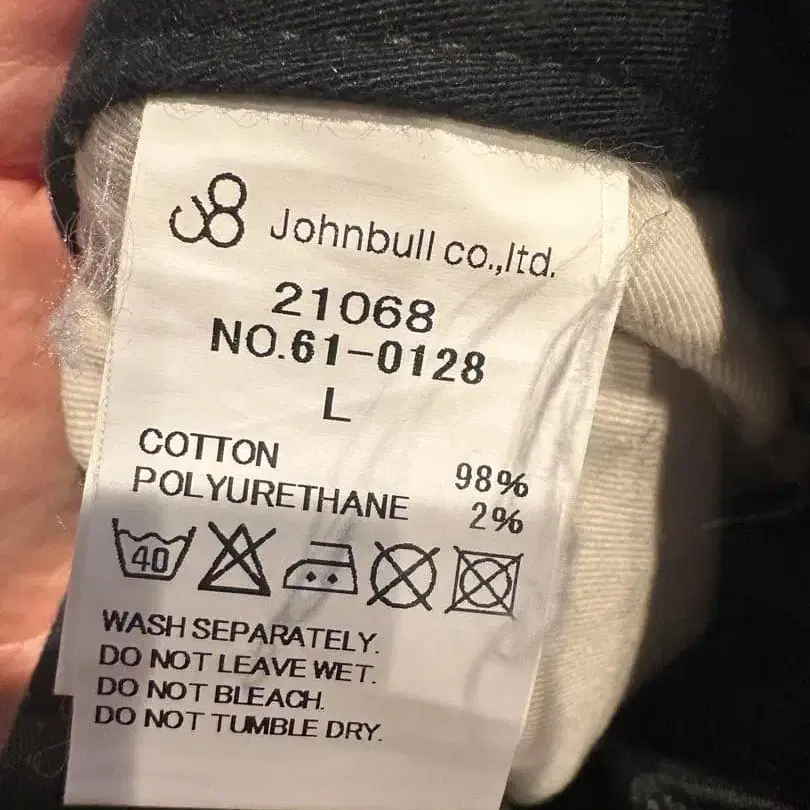 Johnbull co.,ltd.
21068
NO.61-0128
L
COTTON 98%
POLYURETHANE 2%
40
WASH SEPARATELY.
DO NOT LEAVE WET.
DO NOT BLEACH.
DO NOT TUMBLE DRY.